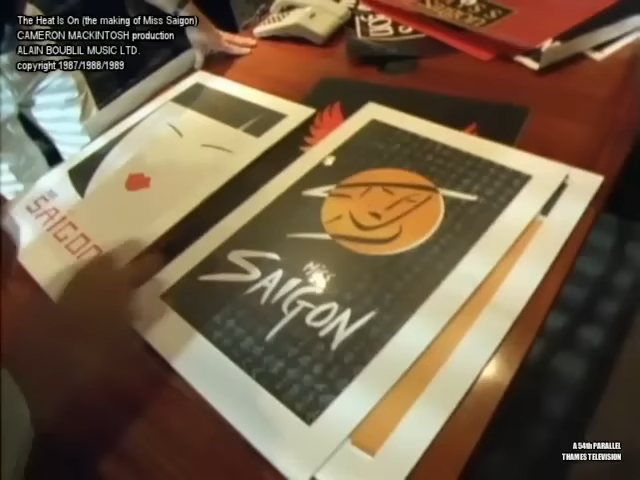 The Heat Is On (the making of Miss Saigon)
CAMERON MACKINTOSH production
ALAIN BOUBLIL MUSIC LTD.
copyright 1987/1988/1989
SAIGON
MISS
SAIGON
A 54th PARALLEL
THAMES TELEVISION